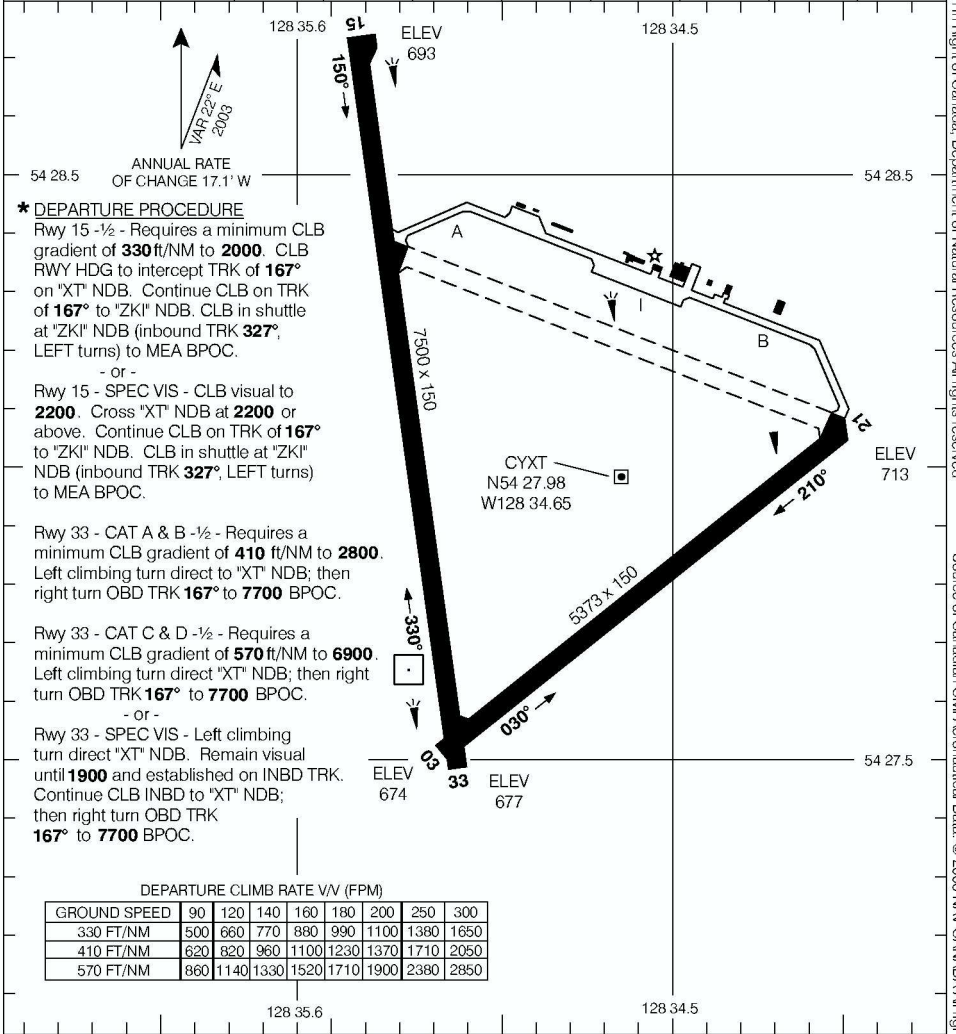 128 35.6
128 34.5
15
ELEV
693
150°
VAR 22° E
2003
ANNUAL RATE
OF CHANGE 17.1' W
54 28.5
54 28.5
* DEPARTURE PROCEDURE
Rwy 15 -½ - Requires a minimum CLB
gradient of 330 ft/NM to 2000. CLB
RWY HDG to intercept TRK of 167°
on "XT" NDB. Continue CLB on TRK
of 167° to "ZKI" NDB. CLB in shuttle
at "ZKI" NDB (inbound TRK 327°,
LEFT turns) to MEA BPOC.
- or -
Rwy 15 - SPEC VIS - CLB visual to
2200. Cross "XT" NDB at 2200 or
above. Continue CLB on TRK of 167°
to "ZKI" NDB. CLB in shuttle at "ZKI"
NDB (inbound TRK 327°, LEFT turns)
to MEA BPOC.
Rwy 33 - CAT A & B -½ - Requires a
minimum CLB gradient of 410 ft/NM to 2800.
Left climbing turn direct to "XT" NDB; then
right turn OBD TRK 167° to 7700 BPOC.
Rwy 33 - CAT C & D -½ - Requires a
minimum CLB gradient of 570 ft/NM to 6900.
Left climbing turn direct "XT" NDB; then right
turn OBD TRK 167° to 7700 BPOC.
- or -
Rwy 33 - SPEC VIS - Left climbing
turn direct "XT" NDB. Remain visual
until 1900 and established on INBD TRK.
Continue CLB INBD to "XT" NDB;
then right turn OBD TRK
167° to 7700 BPOC.
A
I
B
7500 x 150
21
ELEV
713
210°
CYXT
N54 27.98
W128 34.65
5373 x 150
330°
030°
03
33
ELEV
674
ELEV
677
54 27.5
DEPARTURE CLIMB RATE V/V (FPM)
GROUND SPEED 90 120 140 160 180 200 250 300
330 FT/NM 500 660 770 880 990 1100 1380 1650
410 FT/NM 620 820 960 1100 1230 1370 1710 2050
570 FT/NM 860 1140 1330 1520 1710 1900 2380 2850
128 35.6
128 34.5